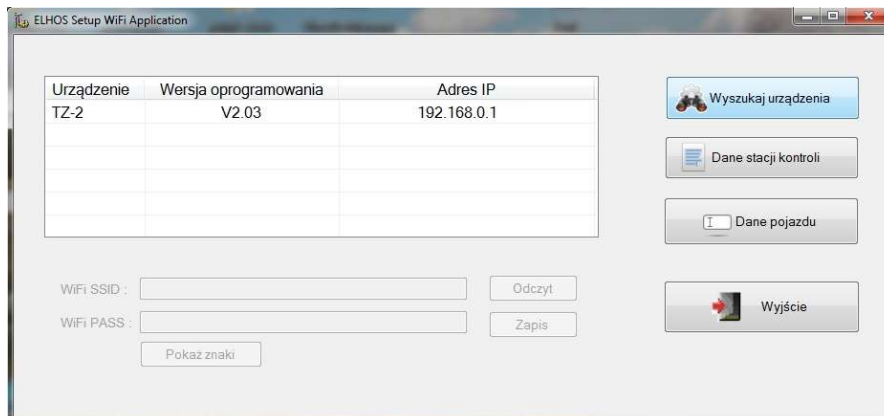 ELHOS Setup WiFi Application
Urządzenie Wersja oprogramowania Adres IP
TZ-2 V2.03 192.168.0.1
Wyszukaj urządzenia
Dane stacji kontroli
Dane pojazdu
WiFi SSID : Odczyt
WiFi PASS : Zapis
Pokaż znaki
Wyjście